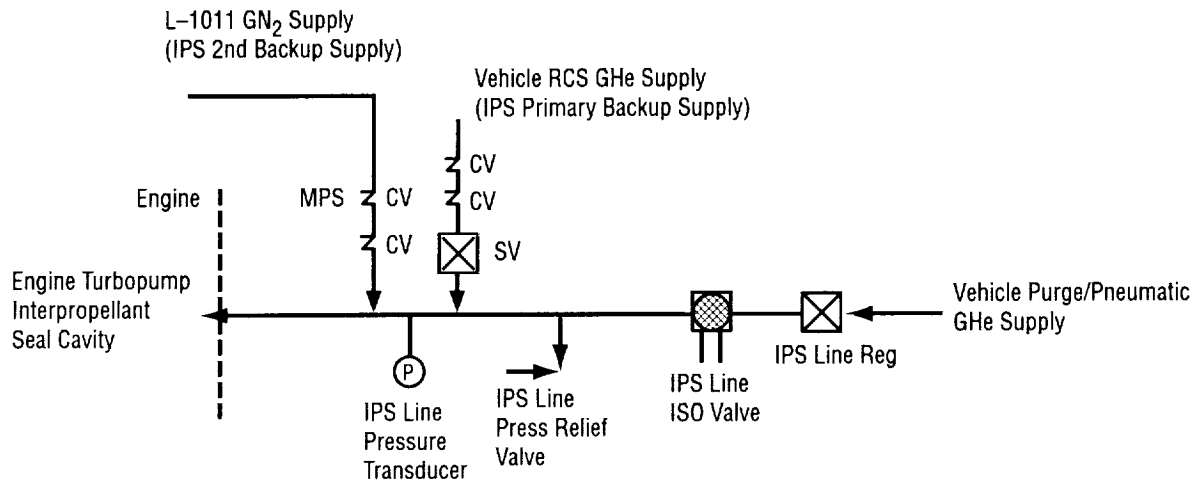 L–1011 GN2 Supply
(IPS 2nd Backup Supply)
Vehicle RCS GHe Supply
(IPS Primary Backup Supply)
CV
Engine
MPS
CV
CV
CV
SV
Engine Turbopump
Interpropellant
Seal Cavity
Vehicle Purge/Pneumatic
GHe Supply
IPS Line Reg
P
IPS Line
Pressure
Transducer
IPS Line
Press Relief
Valve
IPS Line
ISO Valve